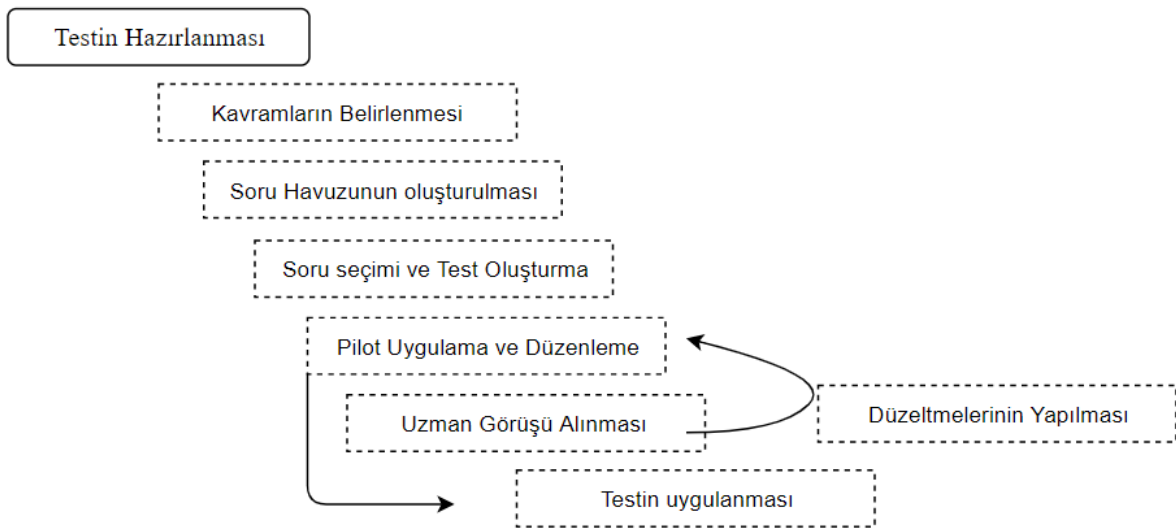 Testin Hazırlanması
Kavramların Belirlenmesi
Soru Havuzunun oluşturulması
Soru seçimi ve Test Oluşturma
Pilot Uygulama ve Düzenleme
Uzman Görüşü Alınması
Düzeltmelerinin Yapılması
Testin uygulanması